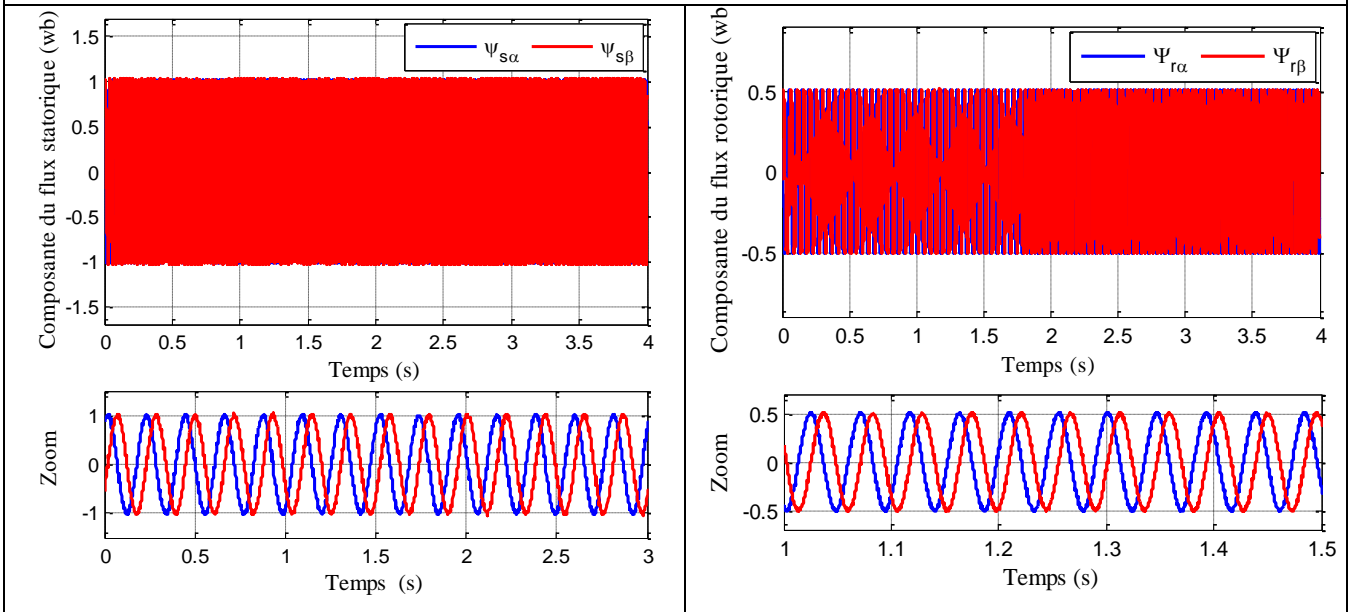 Composante du flux statorique (wb)
1.5
1
0.5
0
-0.5
-1
-1.5
ψsα ψsβ
0 0.5 1 1.5 2 2.5 3 3.5 4
Temps (s)
Zoom
1
0
-1
0 0.5 1 1.5 2 2.5 3
Temps (s)
Composante du flux rotorique (wb
0.5
0
-0.5
Ψrα Ψrβ
0 0.5 1 1.5 2 2.5 3 3.5 4
Temps (s)
Zoom
0.5
0
-0.5
1 1.1 1.2 1.3 1.4 1.5
Temps (s)